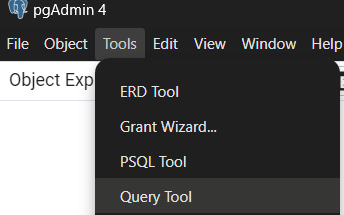 pgAdmin 4
File Object Tools Edit View Window Help
Object Exp
ERD Tool
Grant Wizard...
PSQL Tool
Query Tool